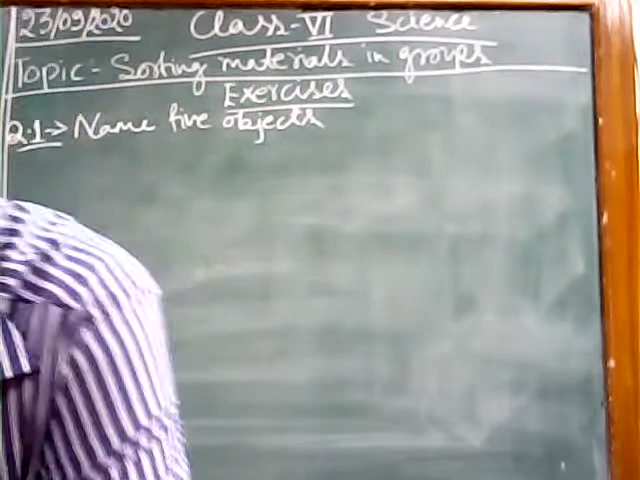 23/09/2020 Class-VI Science
Topic - Sorting materials in groups
Exercises
Q.1-> Name five objects